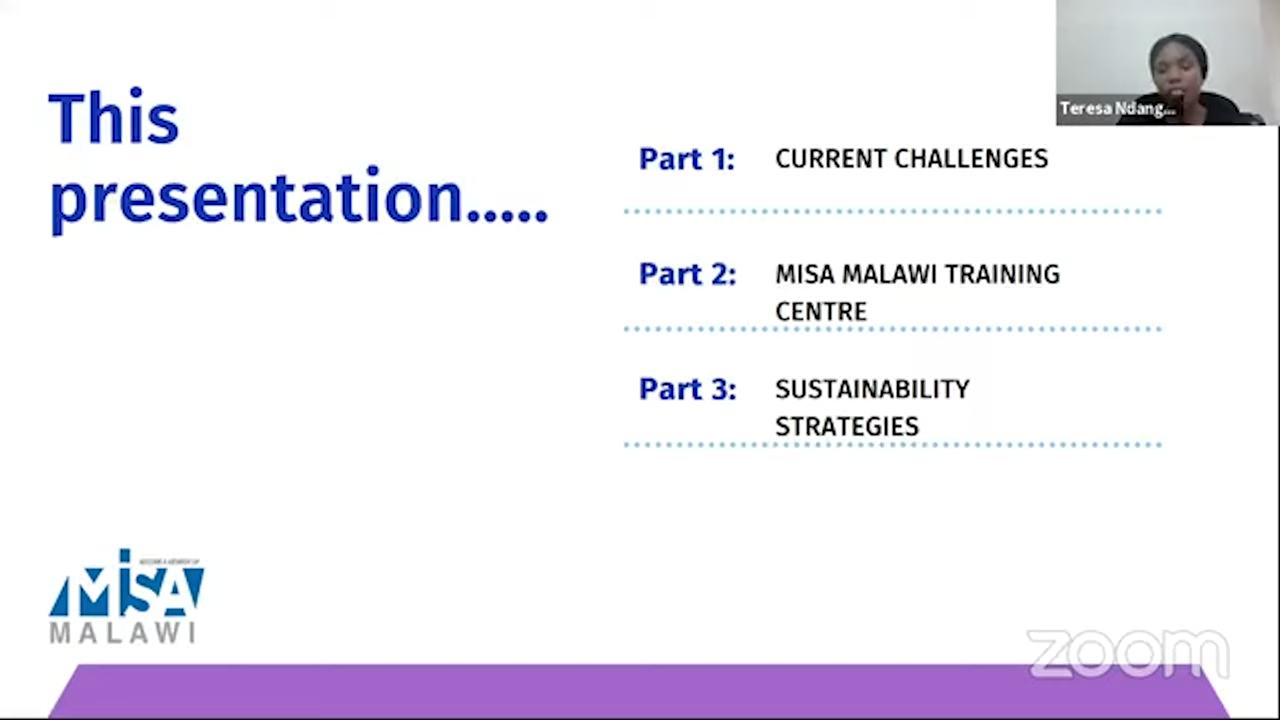 This
presentation.....
Teresa Ndang...
Part 1: CURRENT CHALLENGES
Part 2: MISA MALAWI TRAINING
CENTRE
Part 3: SUSTAINABILITY
STRATEGIES
MISA
MALAWI
zoom